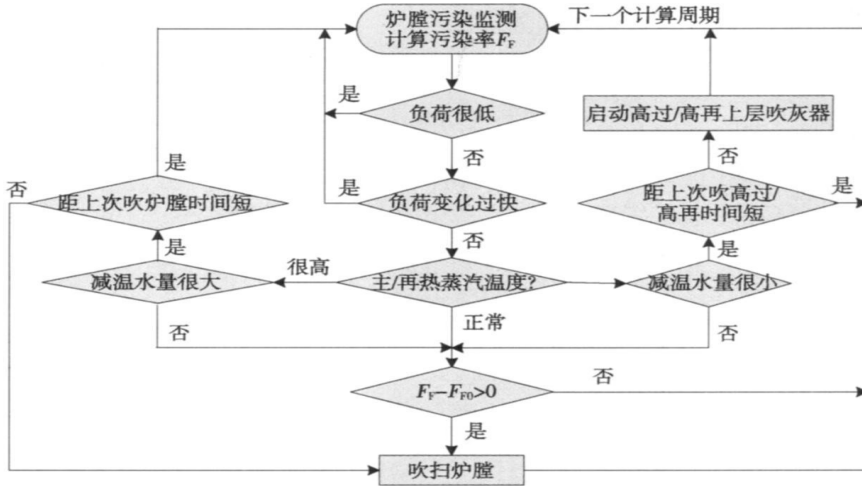 炉膛污染监测
计算污染率FF
下一个计算周期
是
负荷很低
启动高过/高再上层吹灰器
否
是
否
否
距上次吹炉膛时间短
是
负荷变化过快
距上次吹高过/
高再时间短
是
是
否
是
减温水量很大
很高
主/再热蒸汽温度?
减温水量很小
否
正常
否
FF−FF0>0
否
是
吹扫炉膛